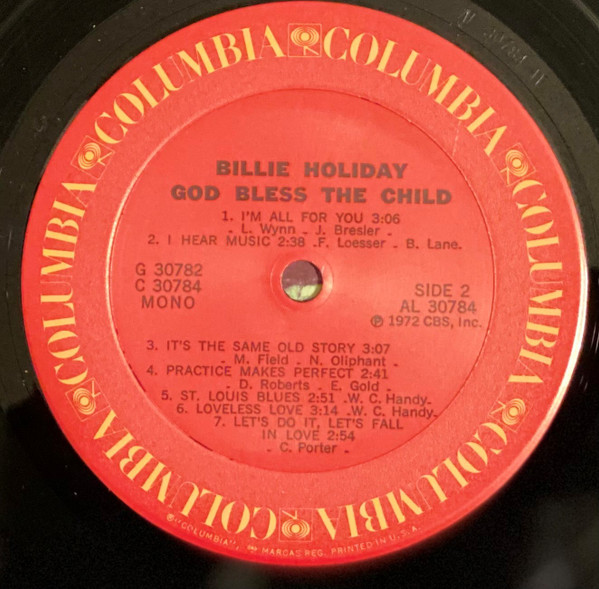 COLUMBIA COLUMBIA COLUMBIA COLUMBIA COLUMBIA COLUMBIA
BILLIE HOLIDAY
GOD BLESS THE CHILD
1. I'M ALL FOR YOU 3:06
- L. Wynn - J. Bresler -
2. I HEAR MUSIC 2:38 - F. Loesser - B. Lane.
G 30782
C 30784
MONO
SIDE 2
AL 30784
℗ 1972 CBS, Inc.
3. IT'S THE SAME OLD STORY 3:07
- M. Field - N. Oliphant -
4. PRACTICE MAKES PERFECT 2:41
- D. Roberts - E. Gold -
5. ST. LOUIS BLUES 2:51 -W. C. Handy-
6. LOVELESS LOVE 3:14 -W. C. Handy-
7. LET'S DO IT, LET'S FALL
IN LOVE 2:54
- C. Porter -
"COLUMBIA", MARCAS REG. PRINTED IN U.S.A.